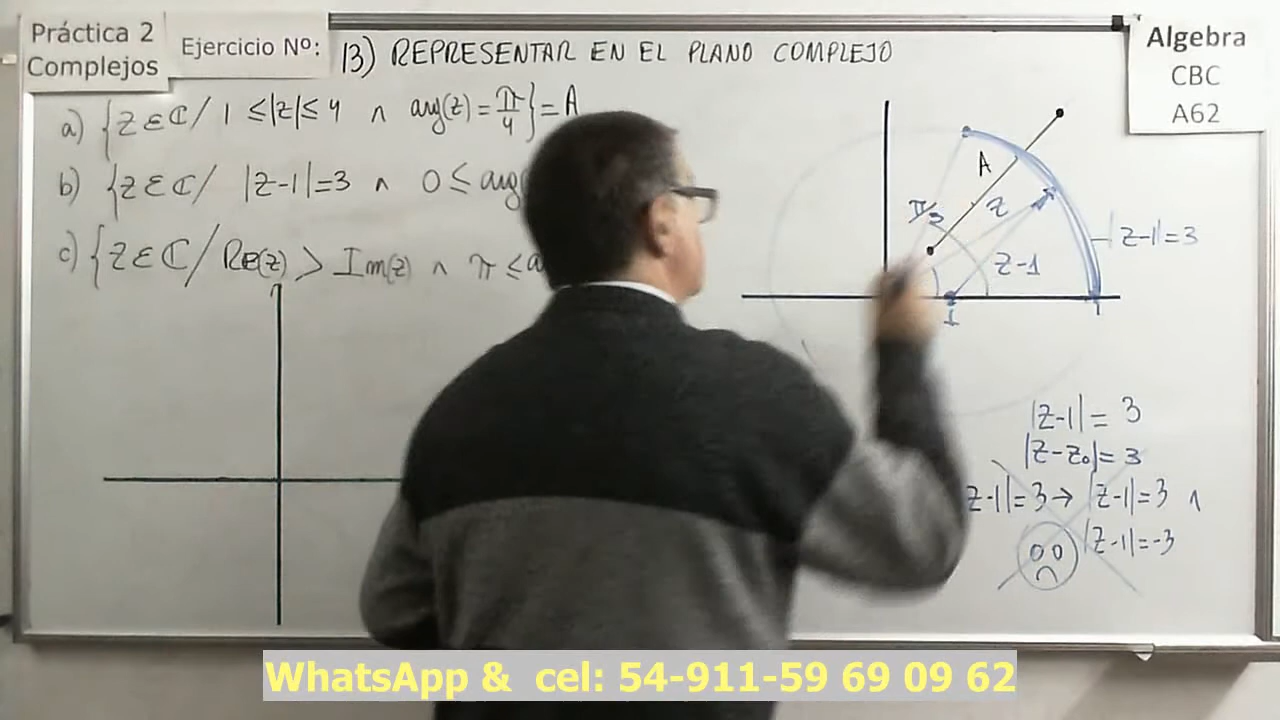 Práctica 2
Complejos
Ejercicio Nº:
13) REPRESENTAR EN EL PLANO COMPLEJO
Algebra
CBC
A62
a) {z ε ℂ / 1 ≤ |z| ≤ 4 ∧ arg(z) = π/4} = A
b) {z ε ℂ / |z-1| = 3 ∧ 0 ≤ arg(
c) {z ε ℂ / Re(z) > Im(z) ∧ π ≤ a
A
π/3
z
|z-1| = 3
z-1
1
|z-1| = 3
|z-z₀| = 3
z-1| = 3 → |z-1| = 3 ∧
|z-1| = -3
WhatsApp & cel: 54-911-59 69 09 62